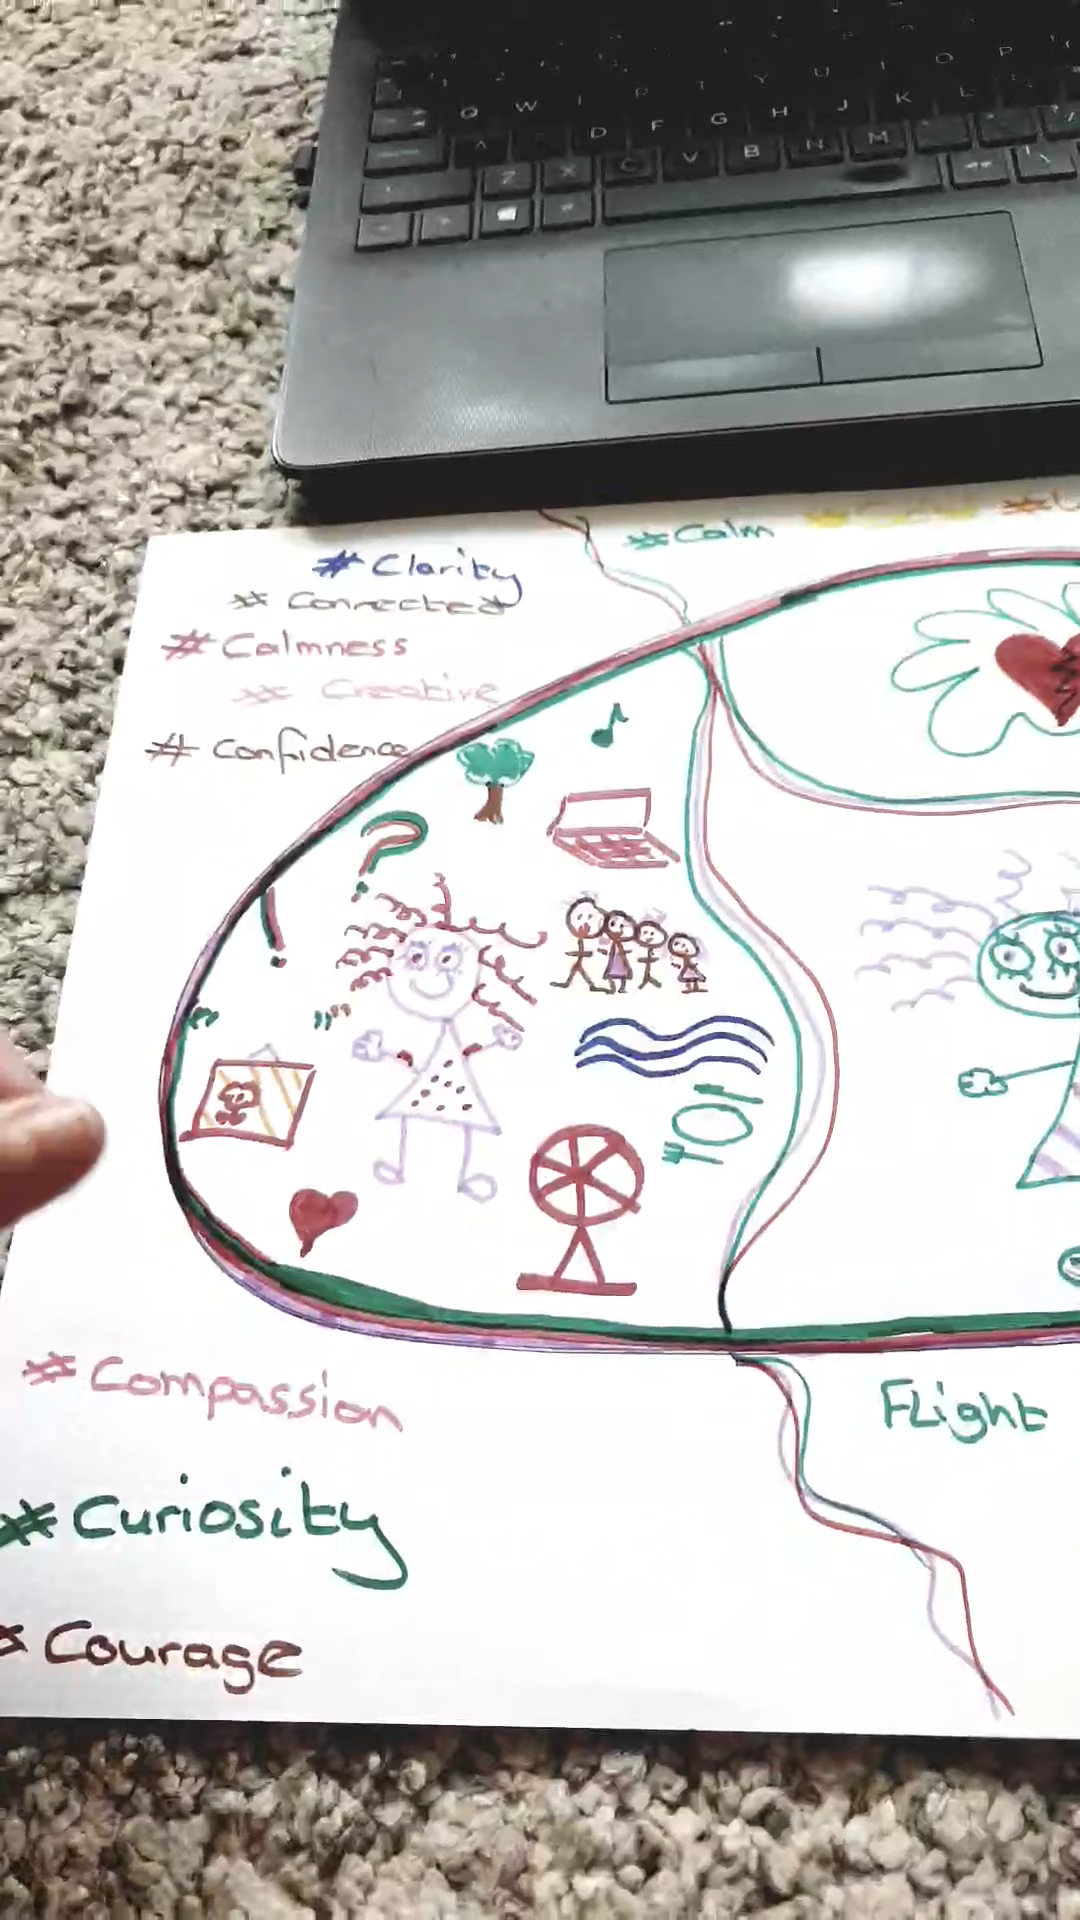 Q W T Y U I O P
A D F G H J K L
Z X C V B N M
# Calm
# Clarity
# Connected
# Calmness
# Creative
# Confidence
# Compassion
FLight
# Curiosity
# Courage